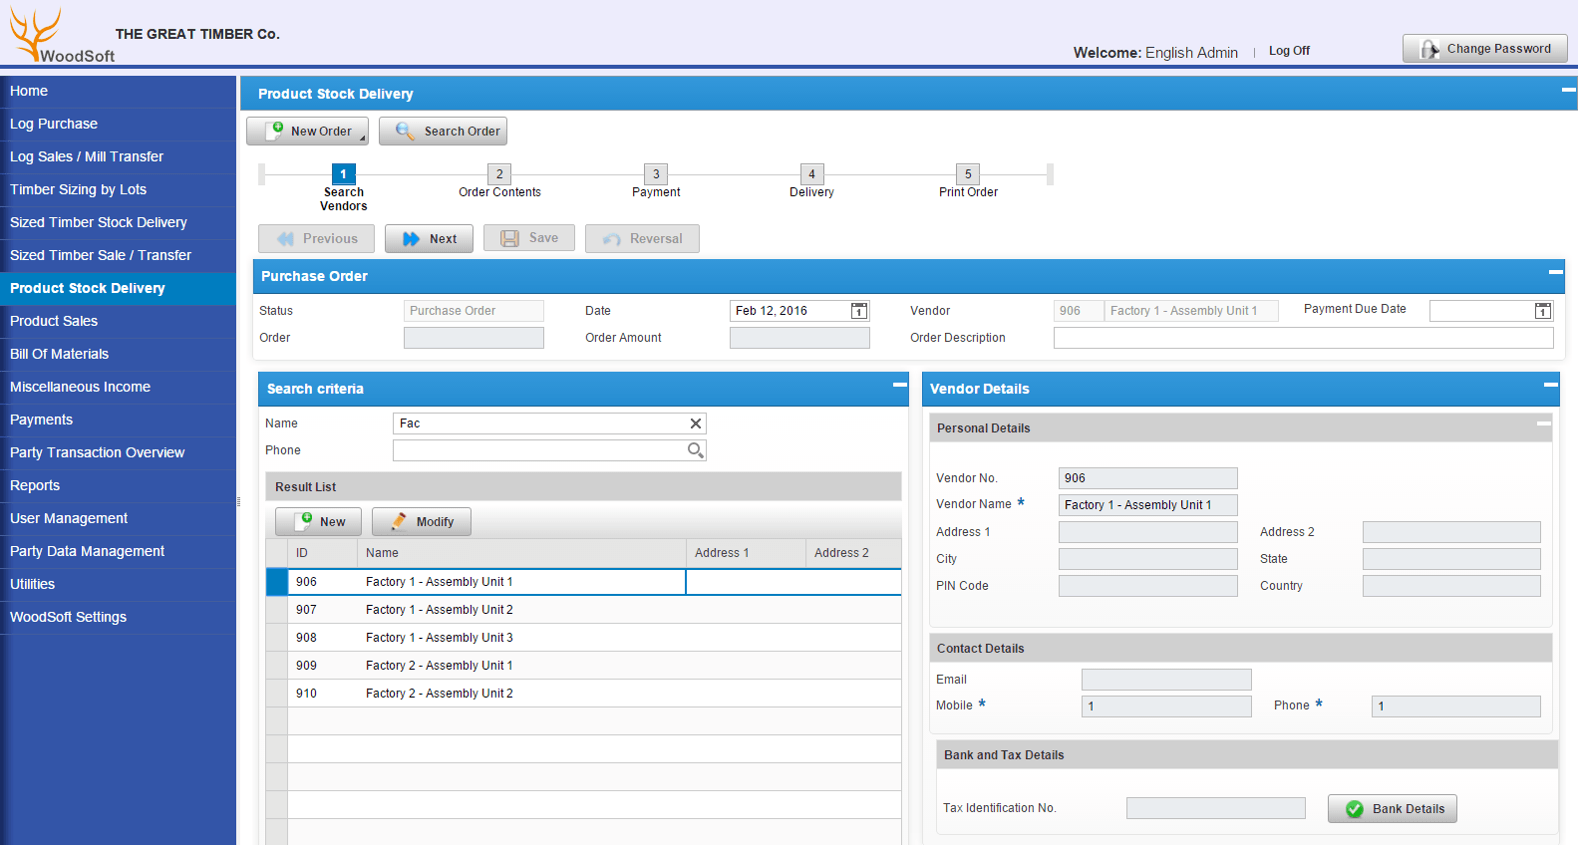 THE GREAT TIMBER Co.
WoodSoft
Welcome: English Admin | Log Off
Change Password
Home
Log Purchase
Log Sales / Mill Transfer
Timber Sizing by Lots
Sized Timber Stock Delivery
Sized Timber Sale / Transfer
Product Stock Delivery
Product Sales
Bill Of Materials
Miscellaneous Income
Payments
Party Transaction Overview
Reports
User Management
Party Data Management
Utilities
WoodSoft Settings
Product Stock Delivery
New Order Search Order
1 2 3 4 5
Search Vendors Order Contents Payment Delivery Print Order
Previous Next Save Reversal
Purchase Order
Status Purchase Order Date Feb 12, 2016 1 Vendor 906 Factory 1 - Assembly Unit 1 Payment Due Date 1
Order Order Amount Order Description
Search criteria
Name Fac
Phone
Result List
New Modify
ID Name Address 1 Address 2
906 Factory 1 - Assembly Unit 1
907 Factory 1 - Assembly Unit 2
908 Factory 1 - Assembly Unit 3
909 Factory 2 - Assembly Unit 1
910 Factory 2 - Assembly Unit 2
Vendor Details
Personal Details
Vendor No. 906
Vendor Name * Factory 1 - Assembly Unit 1
Address 1 Address 2
City State
PIN Code Country
Contact Details
Email
Mobile * 1 Phone * 1
Bank and Tax Details
Tax Identification No. Bank Details